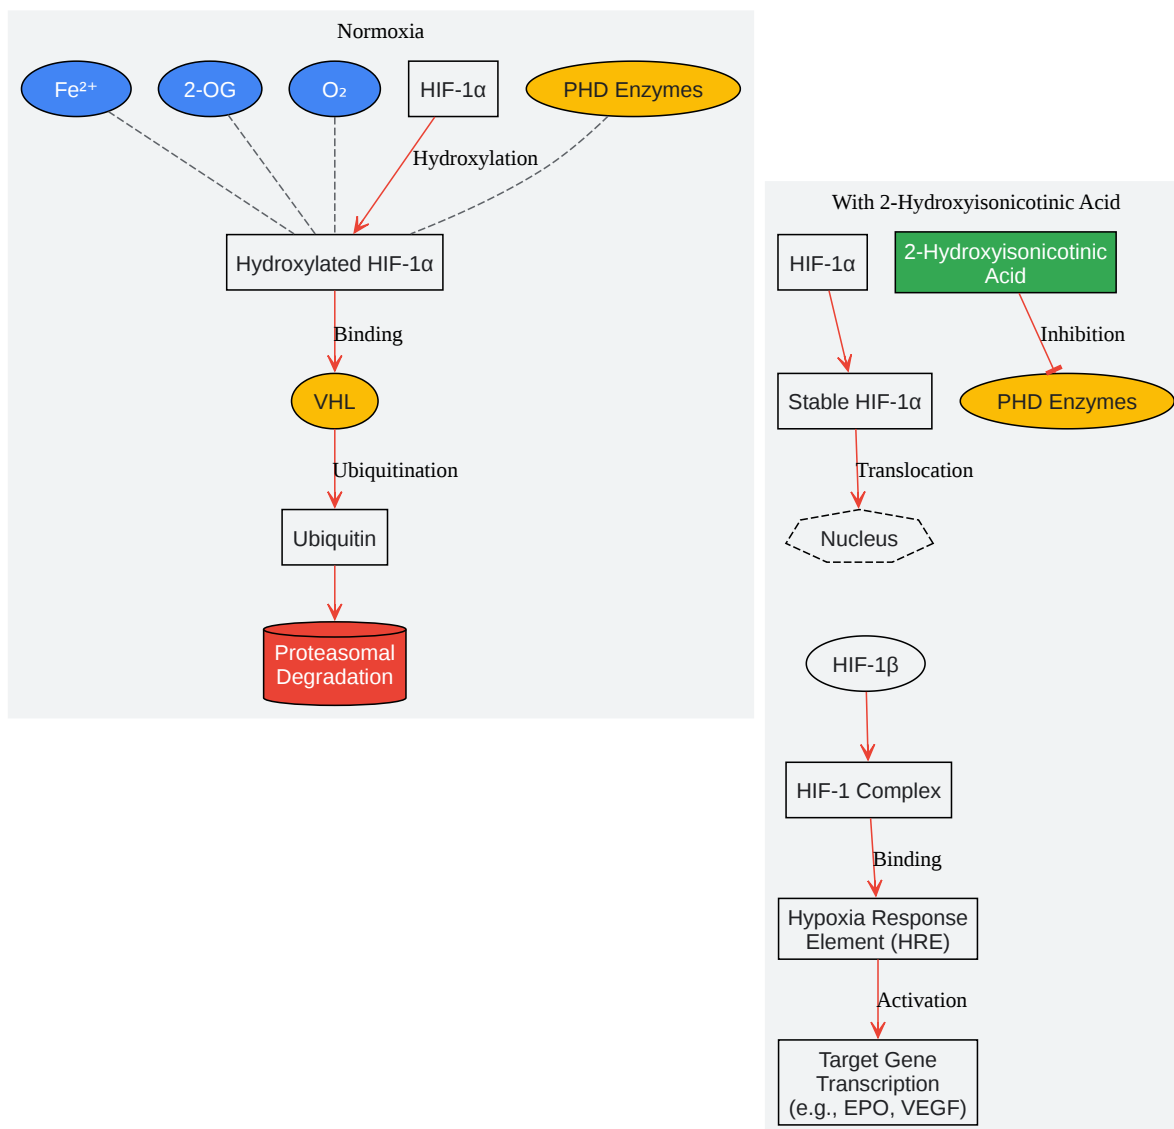 Normoxia
Fe²⁺
2-OG
O₂
HIF-1α
PHD Enzymes
Hydroxylation
Hydroxylated HIF-1α
Binding
VHL
Ubiquitination
Ubiquitin
Proteasomal
Degradation
With 2-Hydroxyisonicotinic Acid
HIF-1α
2-Hydroxyisonicotinic
Acid
Inhibition
Stable HIF-1α
PHD Enzymes
Translocation
Nucleus
HIF-1β
HIF-1 Complex
Binding
Hypoxia Response
Element (HRE)
Activation
Target Gene
Transcription
(e.g., EPO, VEGF)